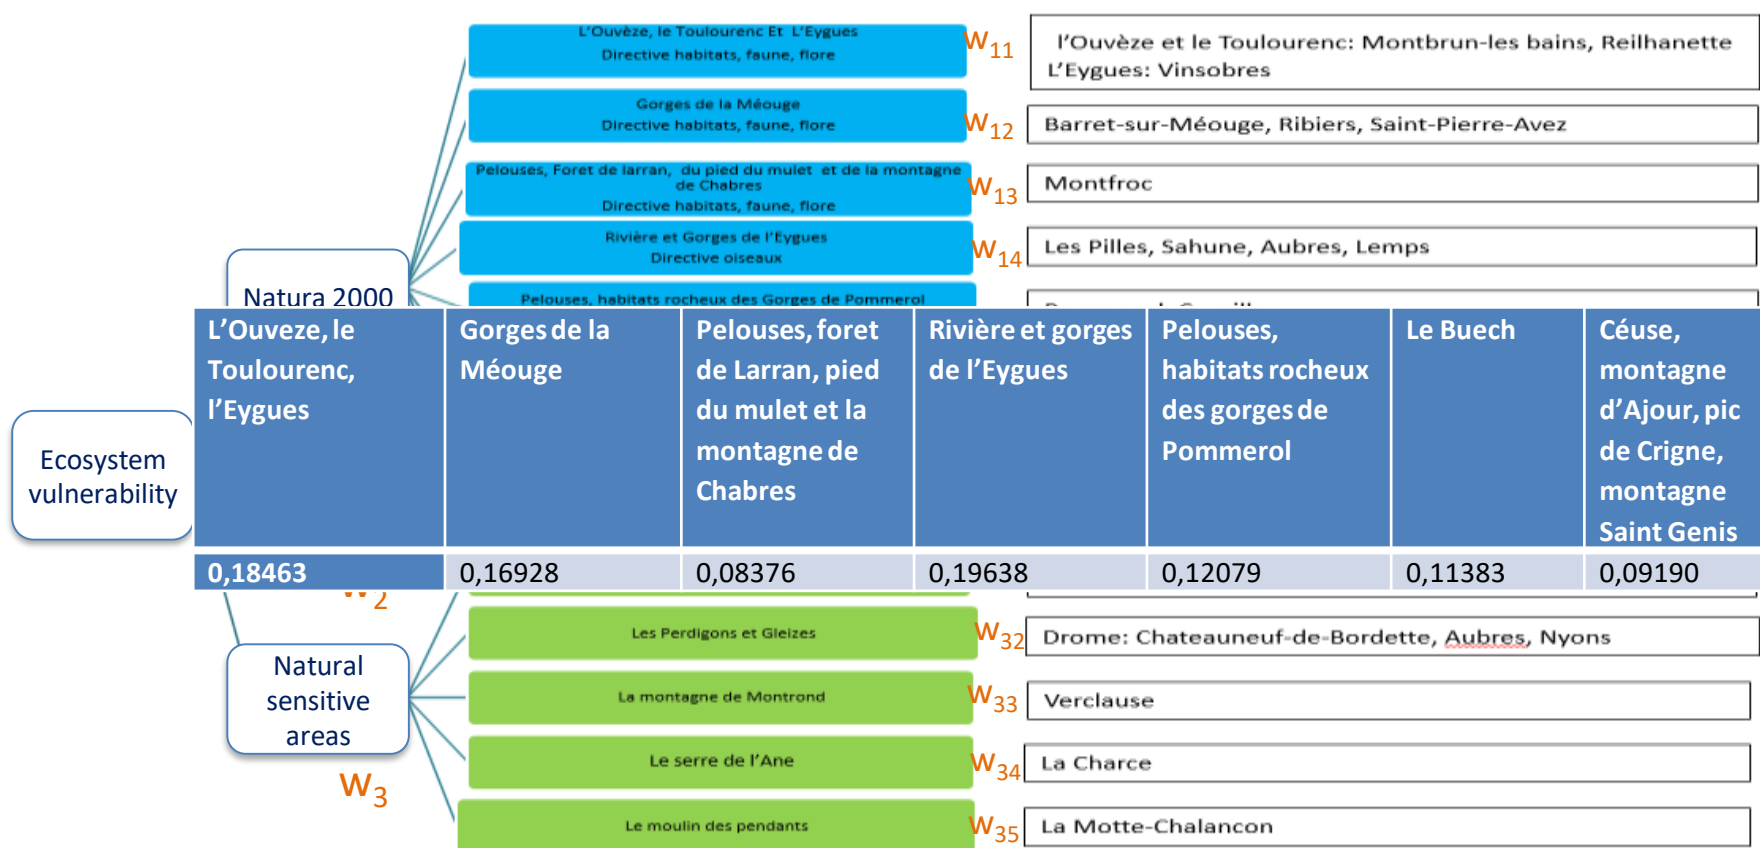 L'Ouvèze, le Toulourenc Et L'Eygues
Directive habitats, faune, flore
W11
l'Ouvèze et le Toulourenc: Montbrun-les bains, Reilhanette
L'Eygues: Vinsobres
Gorges de la Méouge
Directive habitats, faune, flore
W12
Barret-sur-Méouge, Ribiers, Saint-Pierre-Avez
Pelouses, Foret de larran, du pied du mulet et de la montagne
de Chabres
Directive habitats, faune, flore
W13
Montfroc
Rivière et Gorges de l'Eygues
Directive oiseaux
W14
Les Pilles, Sahune, Aubres, Lemps
Natura 2000
Pelouses, habitats rocheux des Gorges de Pommerol
Ecosystem
vulnerability
L'Ouveze, le
Toulourenc,
l'Eygues
Gorges de la
Méouge
Pelouses, foret
de Larran, pied
du mulet et la
montagne de
Chabres
Rivière et gorges
de l'Eygues
Pelouses,
habitats rocheux
des gorges de
Pommerol
Le Buech
Céuse,
montagne
d'Ajour, pic
de Crigne,
montagne
Saint Genis
0,18463
0,16928
0,08376
0,19638
0,12079
0,11383
0,09190
W2
Les Perdigons et Gleizes
W32
Drome: Chateauneuf-de-Bordette, Aubres, Nyons
Natural
sensitive
areas
La montagne de Montrond
W33
Verclause
Le serre de l'Ane
W34
La Charce
W3
Le moulin des pendants
W35
La Motte-Chalancon